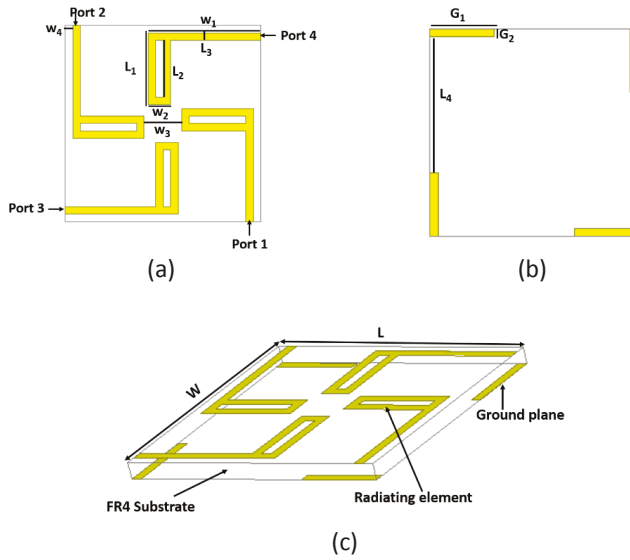 Port 2
w4
w1
L3
Port 4
L1
L2
w2
w3
Port 3
Port 1
(a)
G1
G2
L4
(b)
L
W
Ground plane
Radiating element
FR4 Substrate
(c)